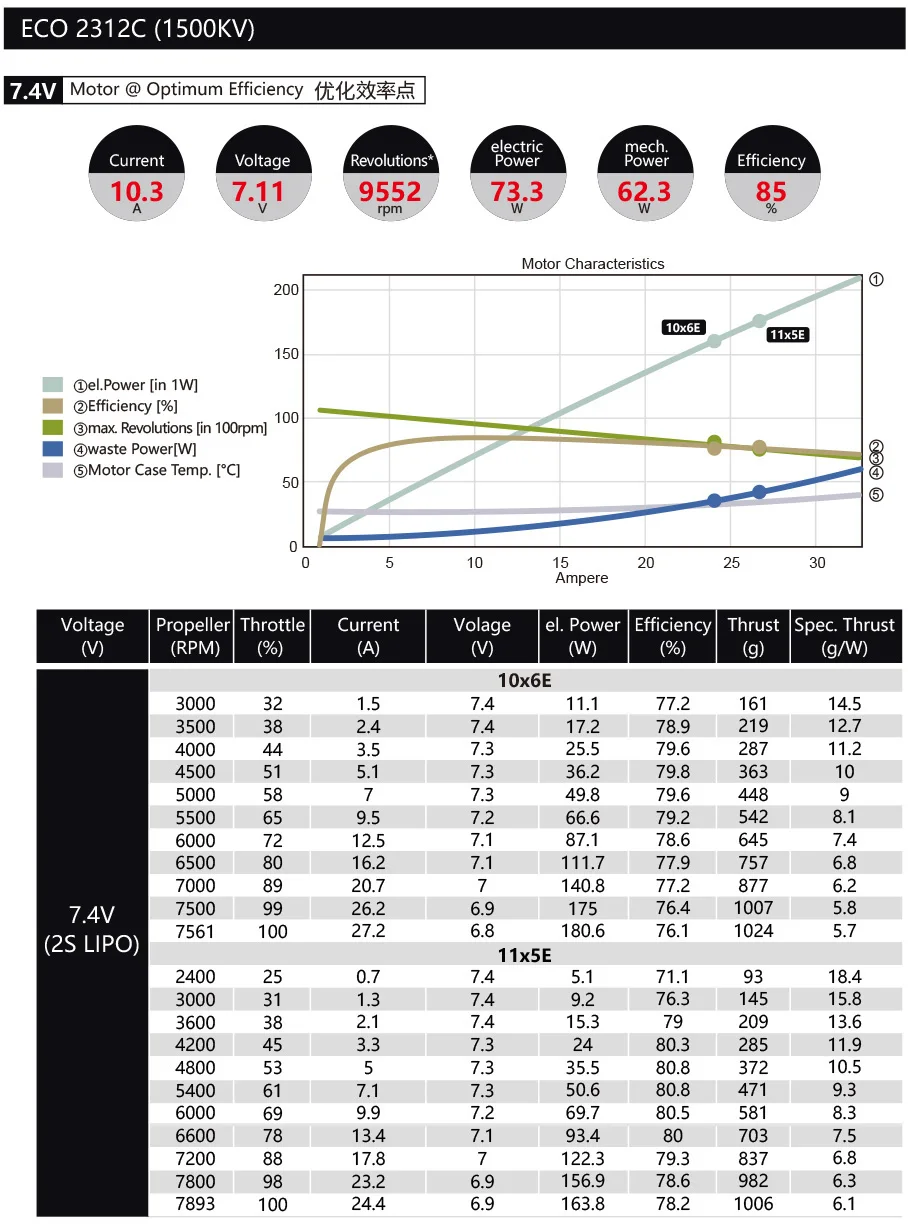 ECO 2312C (1500KV)
7.4V Motor @ Optimum Efficiency 优化效率点
Current 10.3 A
Voltage 7.11 V
Revolutions* 9552 rpm
electric Power 73.3 W
mech. Power 62.3 W
Efficiency 85 %
Motor Characteristics
200
150
100
50
0
0 5 10 15 20 25 30
Ampere
10x6E
11x5E
①
②
③
④
⑤
①el.Power [in 1W]
②Efficiency [%]
③max. Revolutions [in 100rpm]
④waste Power[W]
⑤Motor Case Temp. [°C]
Voltage Propeller Throttle Current Volage el. Power Efficiency Thrust Spec. Thrust
(V) (RPM) (%) (A) (V) (W) (%) (g) (g/W)
7.4V
(2S LIPO)
10x6E
3000 32 1.5 7.4 11.1 77.2 161 14.5
3500 38 2.4 7.4 17.2 78.9 219 12.7
4000 44 3.5 7.3 25.5 79.6 287 11.2
4500 51 5.1 7.3 36.2 79.8 363 10
5000 58 7 7.3 49.8 79.6 448 9
5500 65 9.5 7.2 66.6 79.2 542 8.1
6000 72 12.5 7.1 87.1 78.6 645 7.4
6500 80 16.2 7.1 111.7 77.9 757 6.8
7000 89 20.7 7 140.8 77.2 877 6.2
7500 99 26.2 6.9 175 76.4 1007 5.8
7561 100 27.2 6.8 180.6 76.1 1024 5.7
11x5E
2400 25 0.7 7.4 5.1 71.1 93 18.4
3000 31 1.3 7.4 9.2 76.3 145 15.8
3600 38 2.1 7.4 15.3 79 209 13.6
4200 45 3.3 7.3 24 80.3 285 11.9
4800 53 5 7.3 35.5 80.8 372 10.5
5400 61 7.1 7.3 50.6 80.8 471 9.3
6000 69 9.9 7.2 69.7 80.5 581 8.3
6600 78 13.4 7.1 93.4 80 703 7.5
7200 88 17.8 7 122.3 79.3 837 6.8
7800 98 23.2 6.9 156.9 78.6 982 6.3
7893 100 24.4 6.9 163.8 78.2 1006 6.1